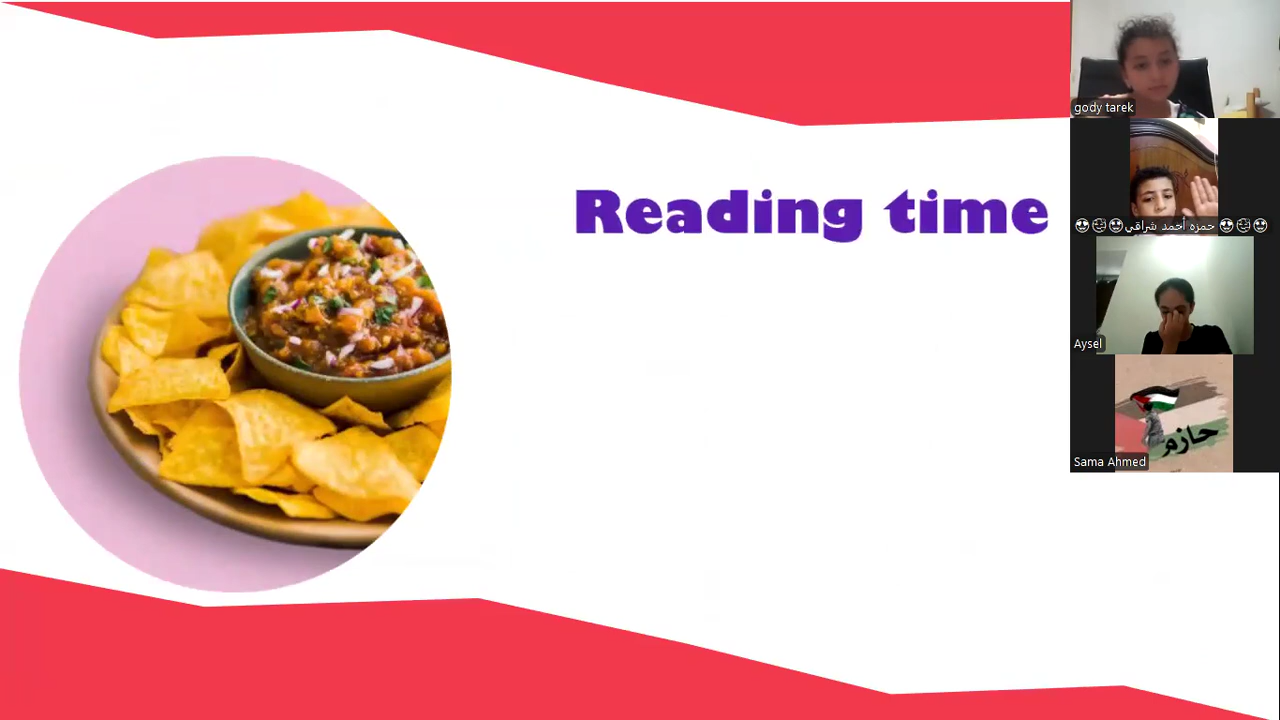 Reading time
gody tarek
😍🥰😍حمزه أحمد شراقي 😍🥰😍
Aysel
حازم
Sama Ahmed